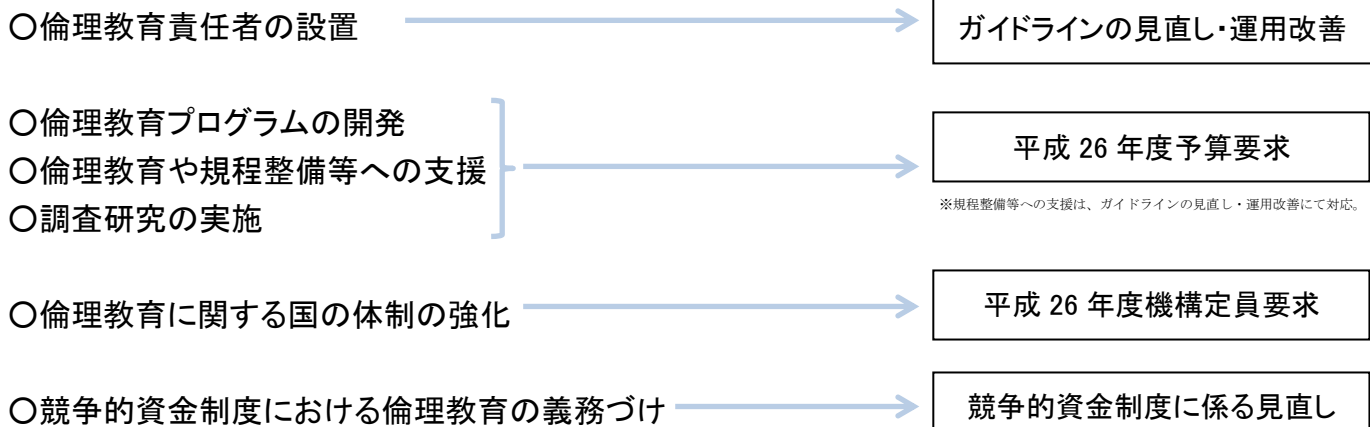 〇倫理教育責任者の設置
ガイドラインの見直し・運用改善
〇倫理教育プログラムの開発
〇倫理教育や規程整備等への支援
〇調査研究の実施
平成 26 年度予算要求
※規程整備等への支援は、ガイドラインの見直し・運用改善にて対応。
〇倫理教育に関する国の体制の強化
平成 26 年度機構定員要求
〇競争的資金制度における倫理教育の義務づけ
競争的資金制度に係る見直し